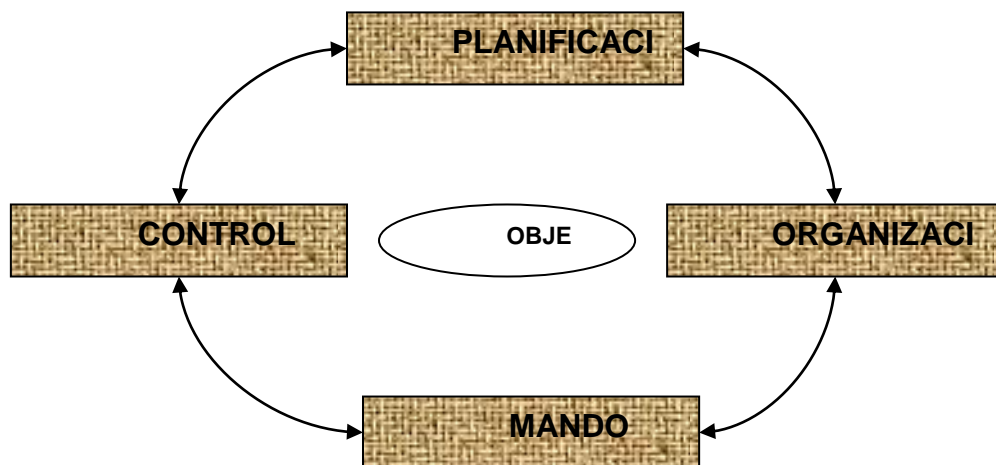 PLANIFICACI
CONTROL
OBJE
ORGANIZACI
MANDO